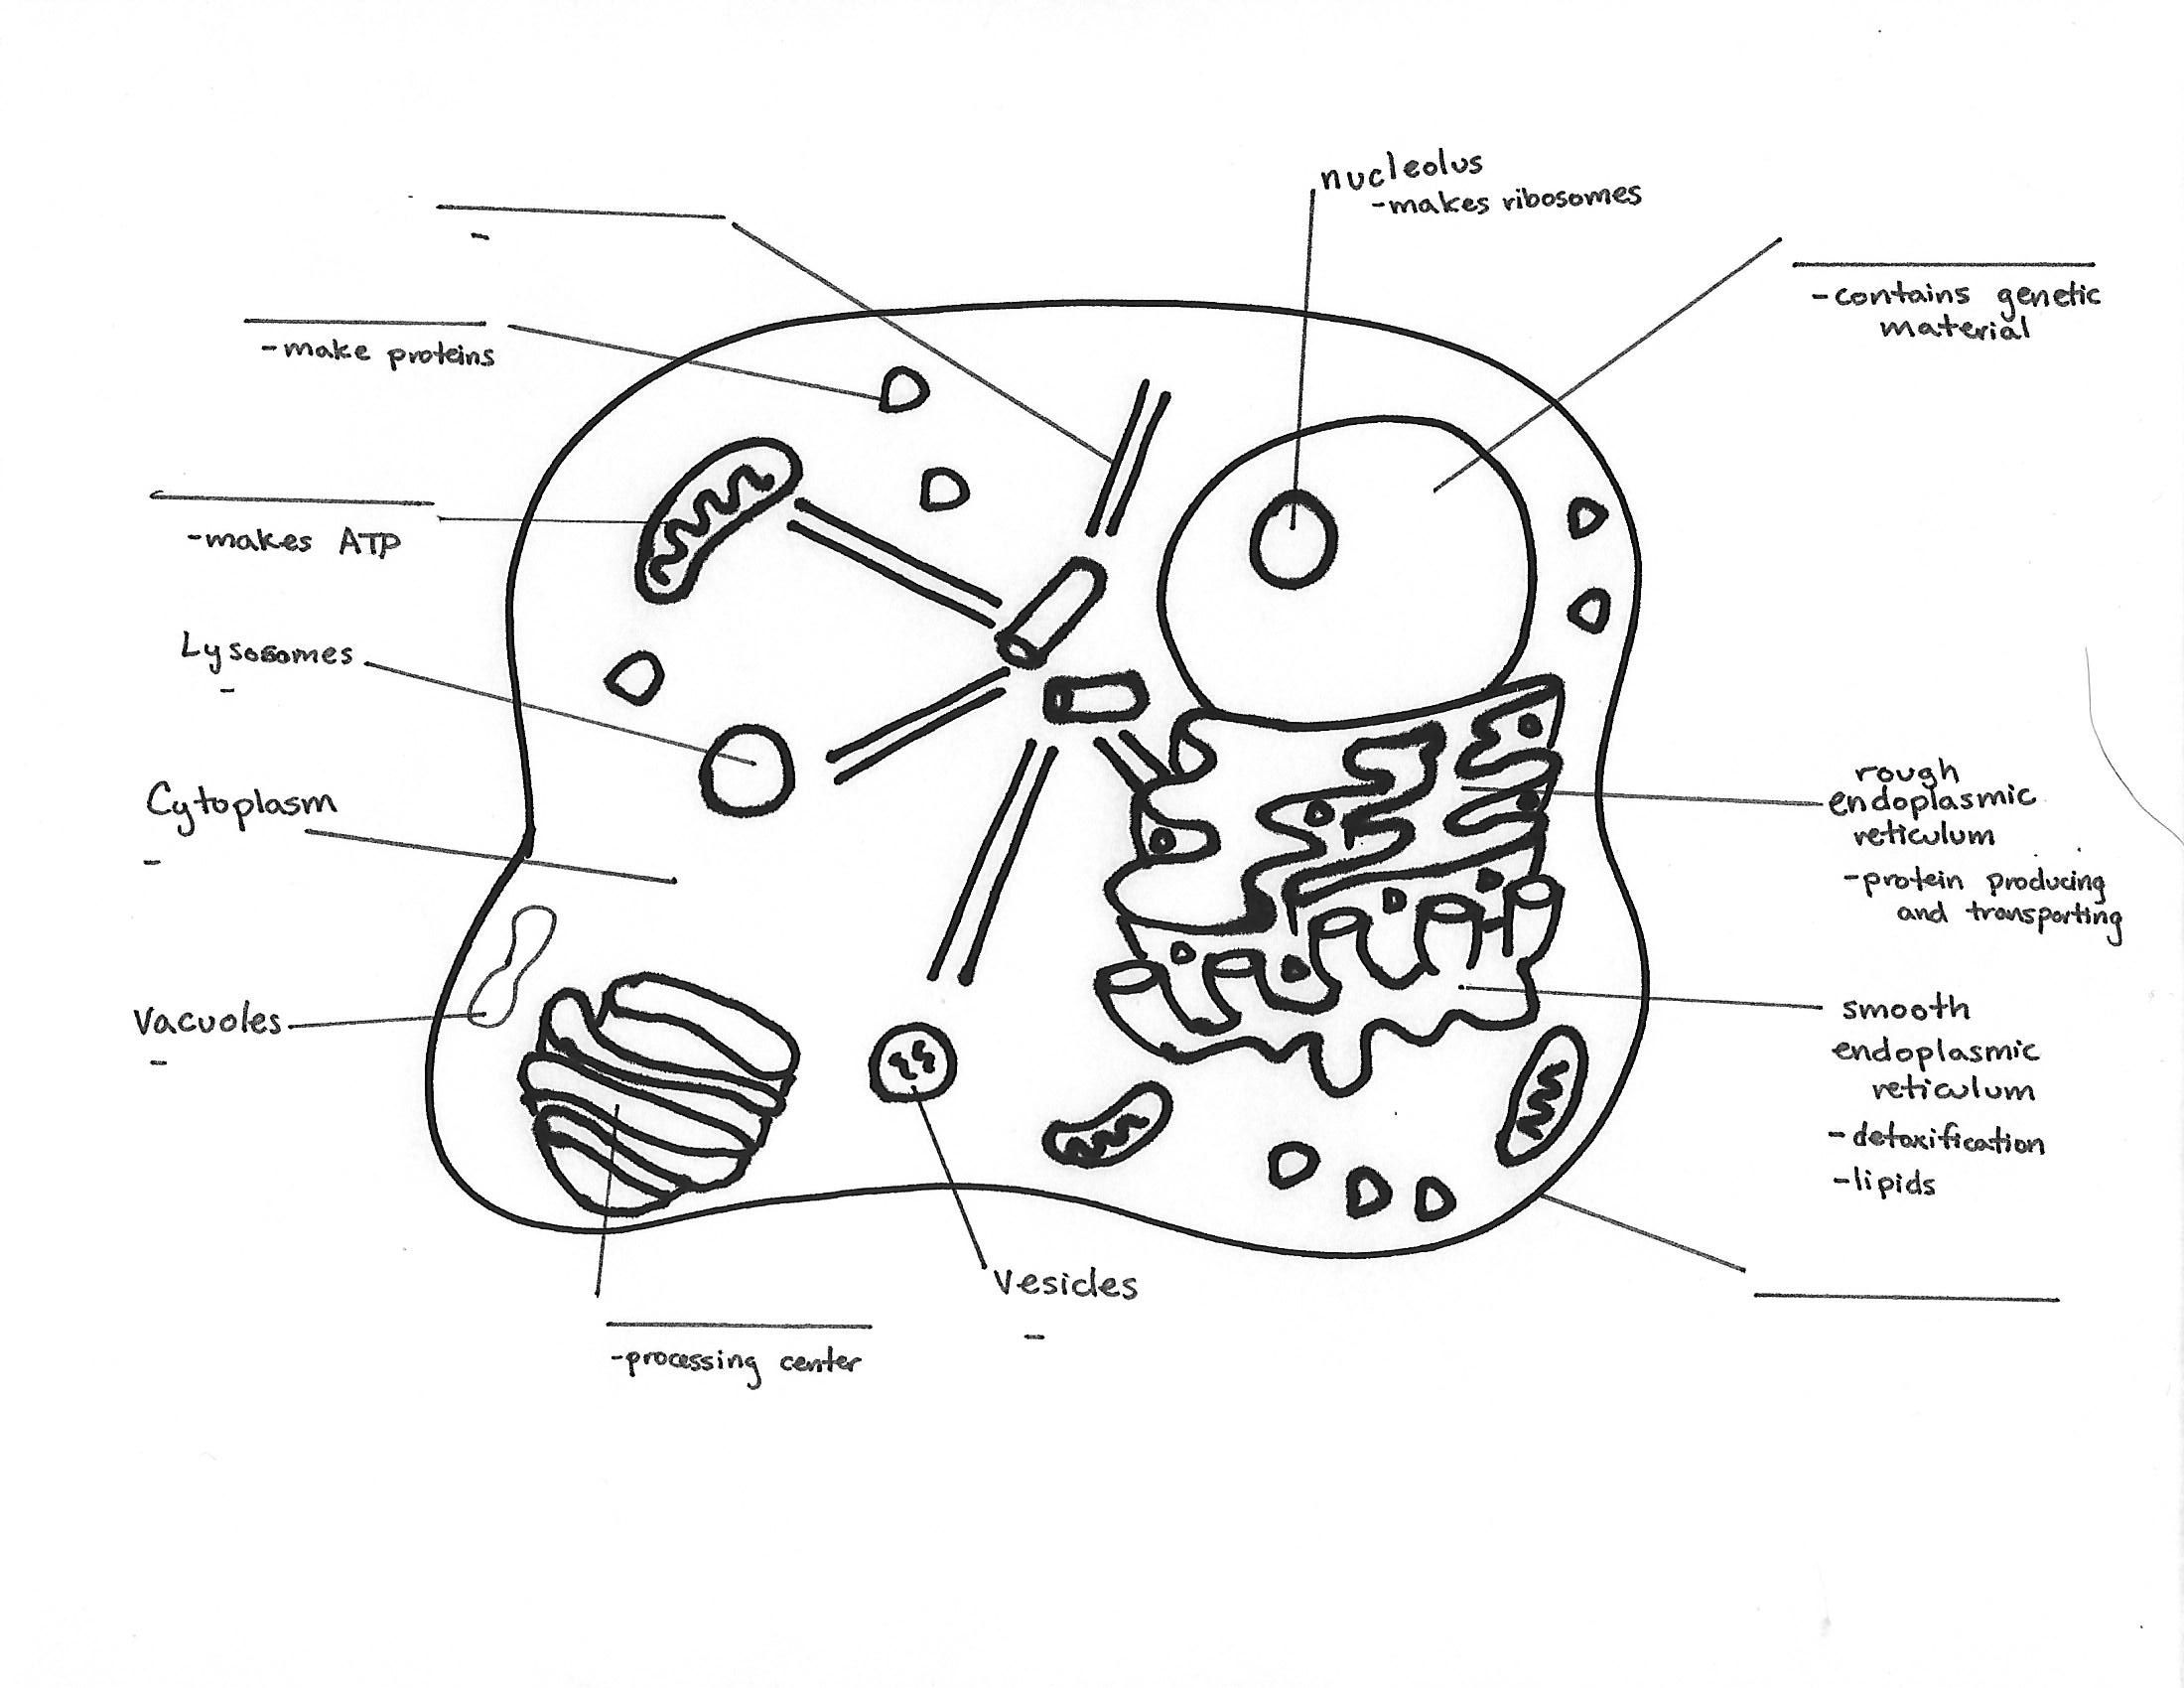 nucleolus
-makes ribosomes
-
-contains genetic
material
-make proteins
-makes ATP
Lysosomes
-
Cytoplasm
-
Vacuoles
-
rough
endoplasmic
reticulum
-protein producing
and transporting
smooth
endoplasmic
reticulum
-detoxification
-lipids
Vesicles
-
-processing center